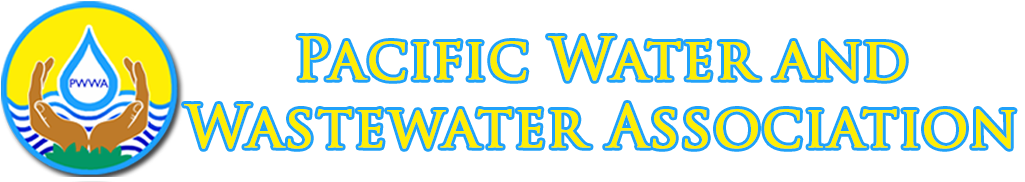 PWWA
PACIFIC WATER AND
WASTEWATER ASSOCIATION